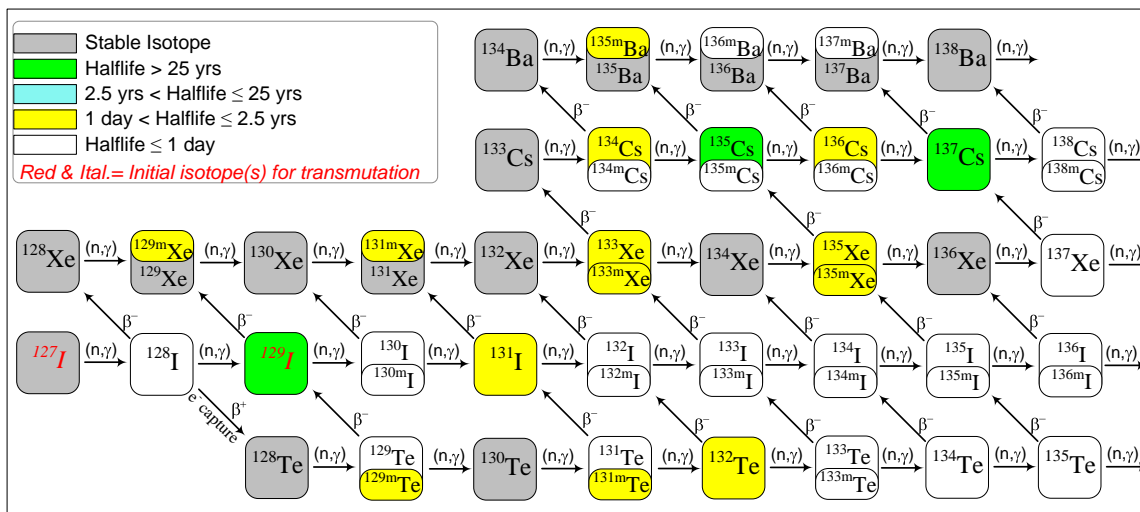 Stable Isotope
Halflife > 25 yrs
2.5 yrs < Halflife ≤ 25 yrs
1 day < Halflife ≤ 2.5 yrs
Halflife ≤ 1 day
Red & Ital.= Initial isotope(s) for transmutation
¹³⁴Ba (n,γ) ¹³⁵ᵐBa ¹³⁵Ba (n,γ) ¹³⁶ᵐBa ¹³⁶Ba (n,γ) ¹³⁷ᵐBa ¹³⁷Ba (n,γ) ¹³⁸Ba (n,γ)
β⁻ β⁻ β⁻ β⁻ β⁻
¹³³Cs (n,γ) ¹³⁴Cs ¹³⁴ᵐCs (n,γ) ¹³⁵Cs ¹³⁵ᵐCs (n,γ) ¹³⁶Cs ¹³⁶ᵐCs (n,γ) ¹³⁷Cs (n,γ) ¹³⁸Cs ¹³⁸ᵐCs (n,γ)
β⁻ β⁻ β⁻
¹²⁸Xe (n,γ) ¹²⁹ᵐXe ¹²⁹Xe (n,γ) ¹³⁰Xe (n,γ) ¹³¹ᵐXe ¹³¹Xe (n,γ) ¹³²Xe (n,γ) ¹³³Xe ¹³³ᵐXe (n,γ) ¹³⁴Xe (n,γ) ¹³⁵Xe ¹³⁵ᵐXe (n,γ) ¹³⁶Xe (n,γ) ¹³⁷Xe (n,γ)
β⁻ β⁻ β⁻ β⁻ β⁻ β⁻ β⁻ β⁻ β⁻
¹²⁷I (n,γ) ¹²⁸I (n,γ) ¹²⁹I (n,γ) ¹³⁰I ¹³⁰ᵐI (n,γ) ¹³¹I (n,γ) ¹³²I ¹³²ᵐI (n,γ) ¹³³I ¹³³ᵐI (n,γ) ¹³⁴I ¹³⁴ᵐI (n,γ) ¹³⁵I ¹³⁵ᵐI (n,γ) ¹³⁶I ¹³⁶ᵐI (n,γ)
β⁺ β⁻ β⁻ β⁻ β⁻ β⁻
e⁻ capture
¹²⁸Te (n,γ) ¹²⁹Te ¹²⁹ᵐTe (n,γ) ¹³⁰Te (n,γ) ¹³¹Te ¹³¹ᵐTe (n,γ) ¹³²Te (n,γ) ¹³³Te ¹³³ᵐTe (n,γ) ¹³⁴Te (n,γ) ¹³⁵Te (n,γ)